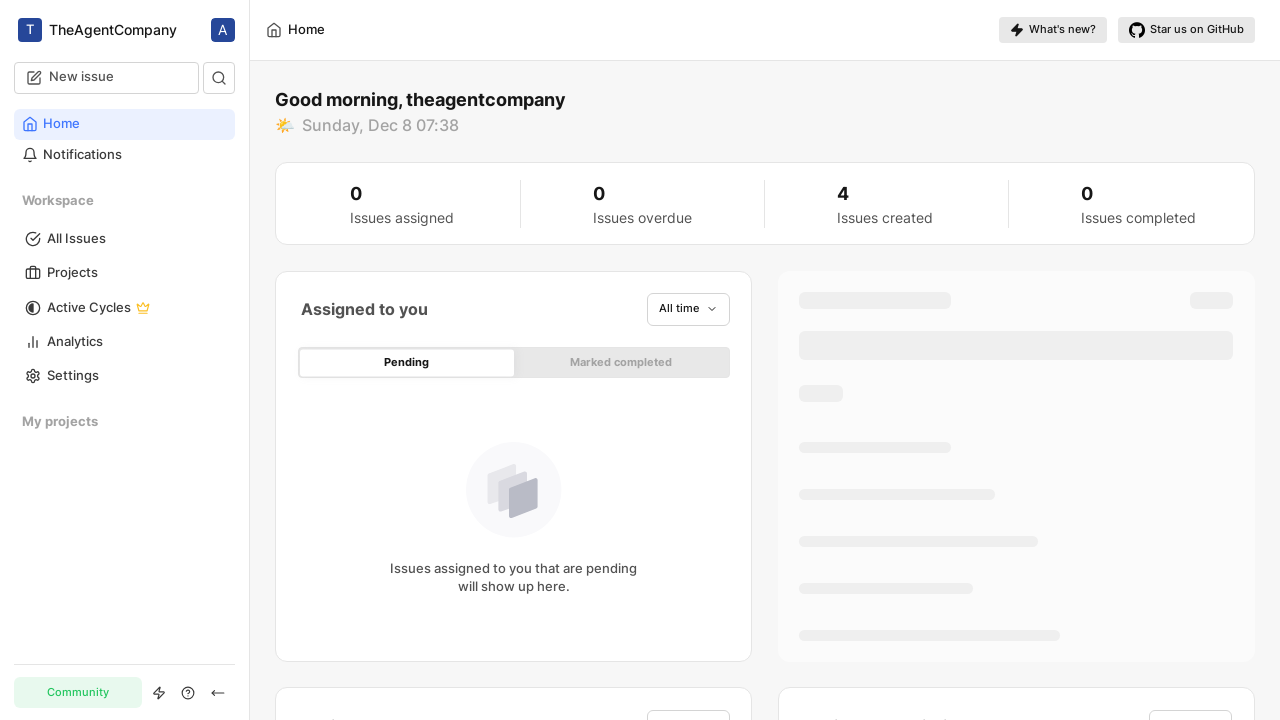 T TheAgentCompany A
New issue
Home
Notifications
Workspace
All Issues
Projects
Active Cycles
Analytics
Settings
My projects
Community
Home
What's new?
Star us on GitHub
Good morning, theagentcompany
Sunday, Dec 8 07:38
0
Issues assigned
0
Issues overdue
4
Issues created
0
Issues completed
Assigned to you
All time
Pending
Marked completed
Issues assigned to you that are pending
will show up here.